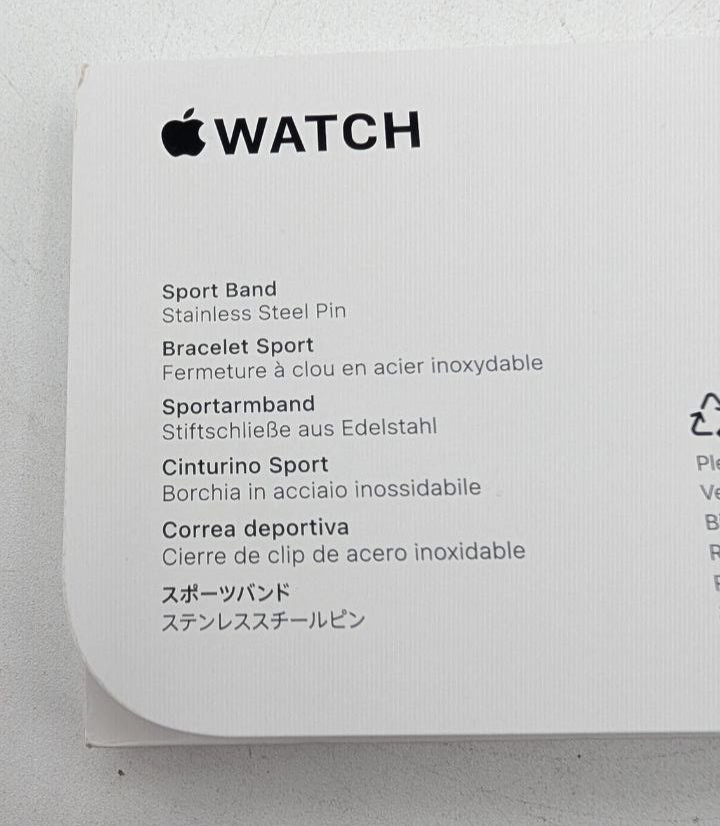 WATCH
Sport Band
Stainless Steel Pin
Bracelet Sport
Fermeture à clou en acier inoxydable
Sportarmband
Stiftschließe aus Edelstahl
Cinturino Sport
Borchia in acciaio inossidabile
Correa deportiva
Cierre de clip de acero inoxidable
スポーツバンド
ステンレススチールピン